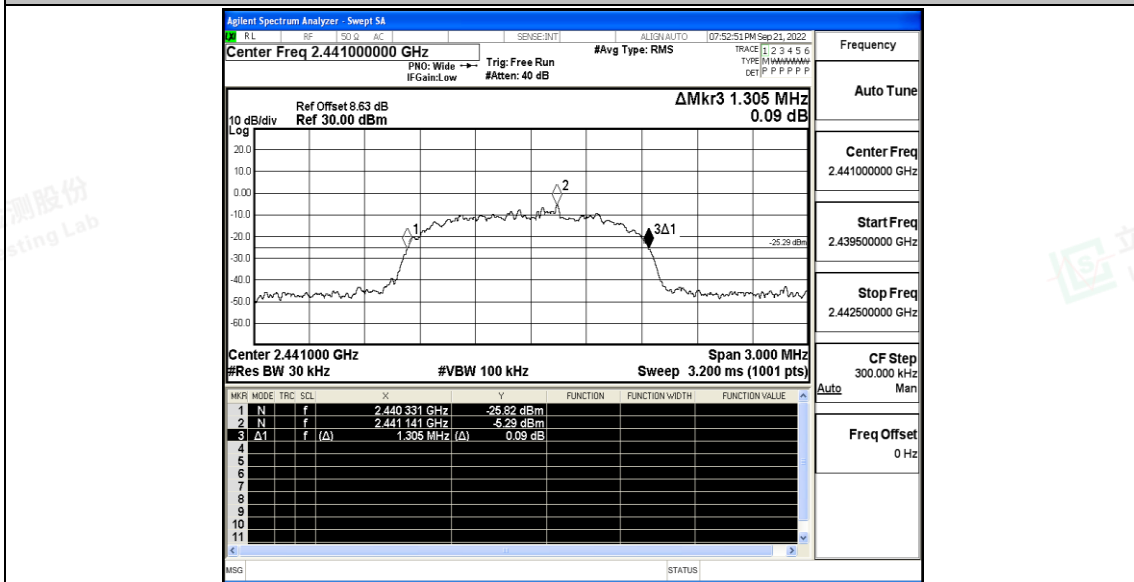 Agilent Spectrum Analyzer - Swept SA
RL RF 50 Ω AC SENSE:INT ALIGN AUTO 07:52:51 PM Sep 21, 2022
Center Freq 2.441000000 GHz
PNO: Wide
IFGain:Low
Trig: Free Run
#Atten: 40 dB
#Avg Type: RMS
TRACE 1 2 3 4 5 6
TYPE M
DET P P P P P P
Frequency
Auto Tune
Center Freq
2.441000000 GHz
Start Freq
2.439500000 GHz
Stop Freq
2.442500000 GHz
CF Step
300.000 kHz
Auto Man
Freq Offset
0 Hz
ΔMkr3 1.305 MHz
0.09 dB
Ref Offset 8.63 dB
10 dB/div Ref 30.00 dBm
Log
20.0
10.0
0.00
-10.0
-20.0
-30.0
-40.0
-50.0
-60.0
1
2
3Δ1
-25.29 dBm
Center 2.441000 GHz Span 3.000 MHz
#Res BW 30 kHz #VBW 100 kHz Sweep 3.200 ms (1001 pts)
MKR MODE TRC SCL X Y FUNCTION FUNCTION WIDTH FUNCTION VALUE
1 N f 2.440 331 GHz -25.82 dBm
2 N f 2.441 141 GHz -5.29 dBm
3 Δ1 f (Δ) 1.305 MHz (Δ) 0.09 dB
4
5
6
7
8
9
10
11
MSG STATUS
测股份
sting Lab